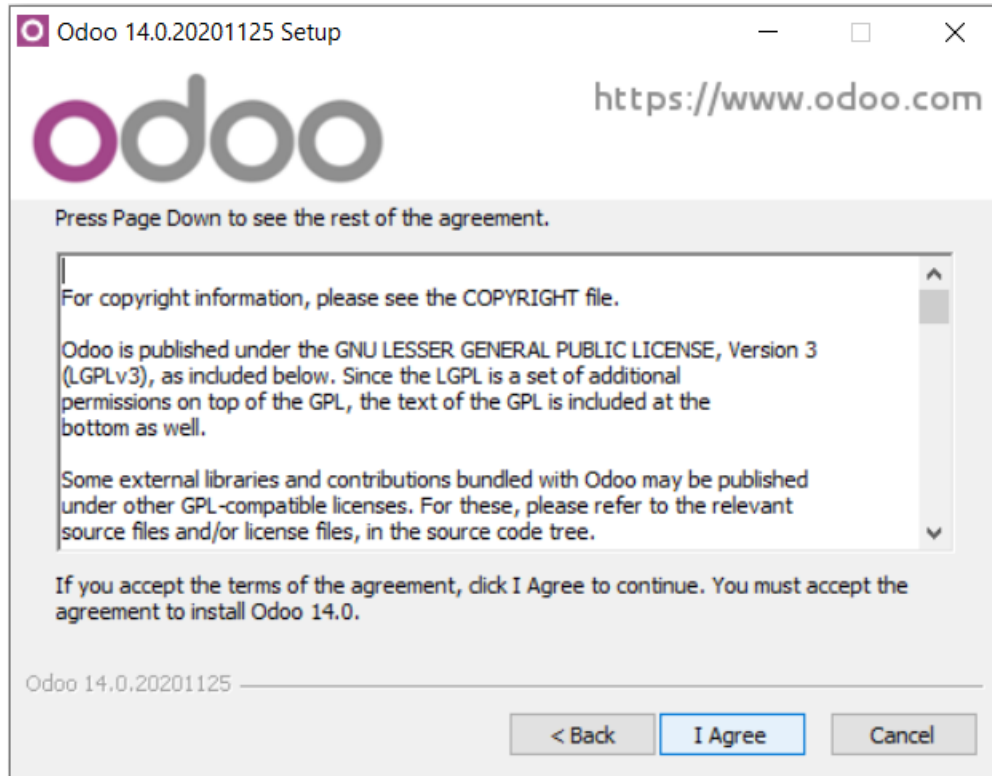 Odoo 14.0.20201125 Setup
odoo
https://www.odoo.com
Press Page Down to see the rest of the agreement.
For copyright information, please see the COPYRIGHT file.
Odoo is published under the GNU LESSER GENERAL PUBLIC LICENSE, Version 3
(LGPLv3), as included below. Since the LGPL is a set of additional
permissions on top of the GPL, the text of the GPL is included at the
bottom as well.
Some external libraries and contributions bundled with Odoo may be published
under other GPL-compatible licenses. For these, please refer to the relevant
source files and/or license files, in the source code tree.
If you accept the terms of the agreement, click I Agree to continue. You must accept the
agreement to install Odoo 14.0.
Odoo 14.0.20201125
< Back
I Agree
Cancel